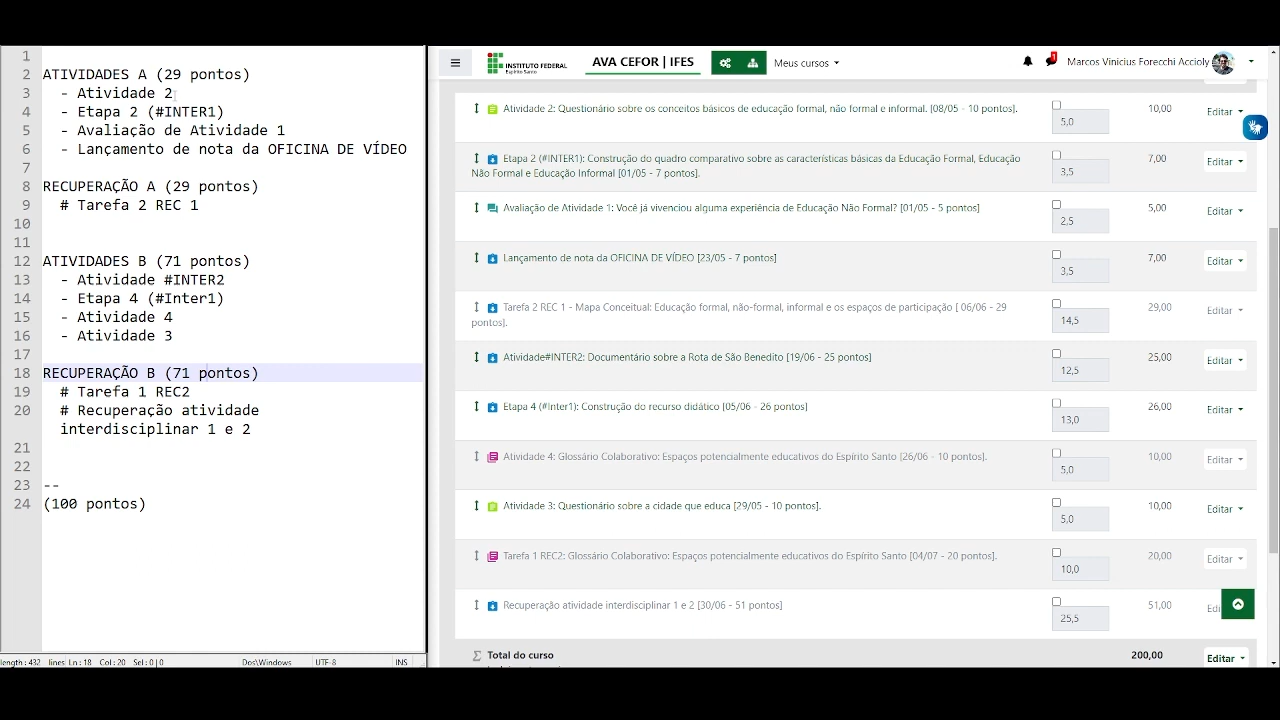 1
2 ATIVIDADES A (29 pontos)
3 - Atividade 2
4 - Etapa 2 (#INTER1)
5 - Avaliação de Atividade 1
6 - Lançamento de nota da OFICINA DE VÍDEO
7
8 RECUPERAÇÃO A (29 pontos)
9 # Tarefa 2 REC 1
10
11
12 ATIVIDADES B (71 pontos)
13 - Atividade #INTER2
14 - Etapa 4 (#Inter1)
15 - Atividade 4
16 - Atividade 3
17
18 RECUPERAÇÃO B (71 pontos)
19 # Tarefa 1 REC2
20 # Recuperação atividade
interdisciplinar 1 e 2
21
22
23 --
24 (100 pontos)
length : 432 lines Ln : 18 Col : 20 Sel : 0 | 0 Dos\Windows UTF-8 INS
INSTITUTO FEDERAL
Espírito Santo
AVA CEFOR | IFES
Meus cursos
Marcos Vinicius Forecchi Accioly
Atividade 2: Questionário sobre os conceitos básicos de educação formal, não formal e informal. [08/05 - 10 pontos].
5,0
10,00
Editar
Etapa 2 (#INTER1): Construção do quadro comparativo sobre as características básicas da Educação Formal, Educação
Não Formal e Educação Informal [01/05 - 7 pontos].
3,5
7,00
Editar
Avaliação de Atividade 1: Você já vivenciou alguma experiência de Educação Não Formal? [01/05 - 5 pontos]
2,5
5,00
Editar
Lançamento de nota da OFICINA DE VÍDEO [23/05 - 7 pontos]
3,5
7,00
Editar
Tarefa 2 REC 1 - Mapa Conceitual: Educação formal, não-formal, informal e os espaços de participação [ 06/06 - 29
pontos].
14,5
29,00
Editar
Atividade#INTER2: Documentário sobre a Rota de São Benedito [19/06 - 25 pontos]
12,5
25,00
Editar
Etapa 4 (#Inter1): Construção do recurso didático [05/06 - 26 pontos]
13,0
26,00
Editar
Atividade 4: Glossário Colaborativo: Espaços potencialmente educativos do Espírito Santo [26/06 - 10 pontos].
5,0
10,00
Editar
Atividade 3: Questionário sobre a cidade que educa [29/05 - 10 pontos].
5,0
10,00
Editar
Tarefa 1 REC2: Glossário Colaborativo: Espaços potencialmente educativos do Espírito Santo [04/07 - 20 pontos].
10,0
20,00
Editar
Recuperação atividade interdisciplinar 1 e 2 [30/06 - 51 pontos]
25,5
51,00
Total do curso
200,00
Editar